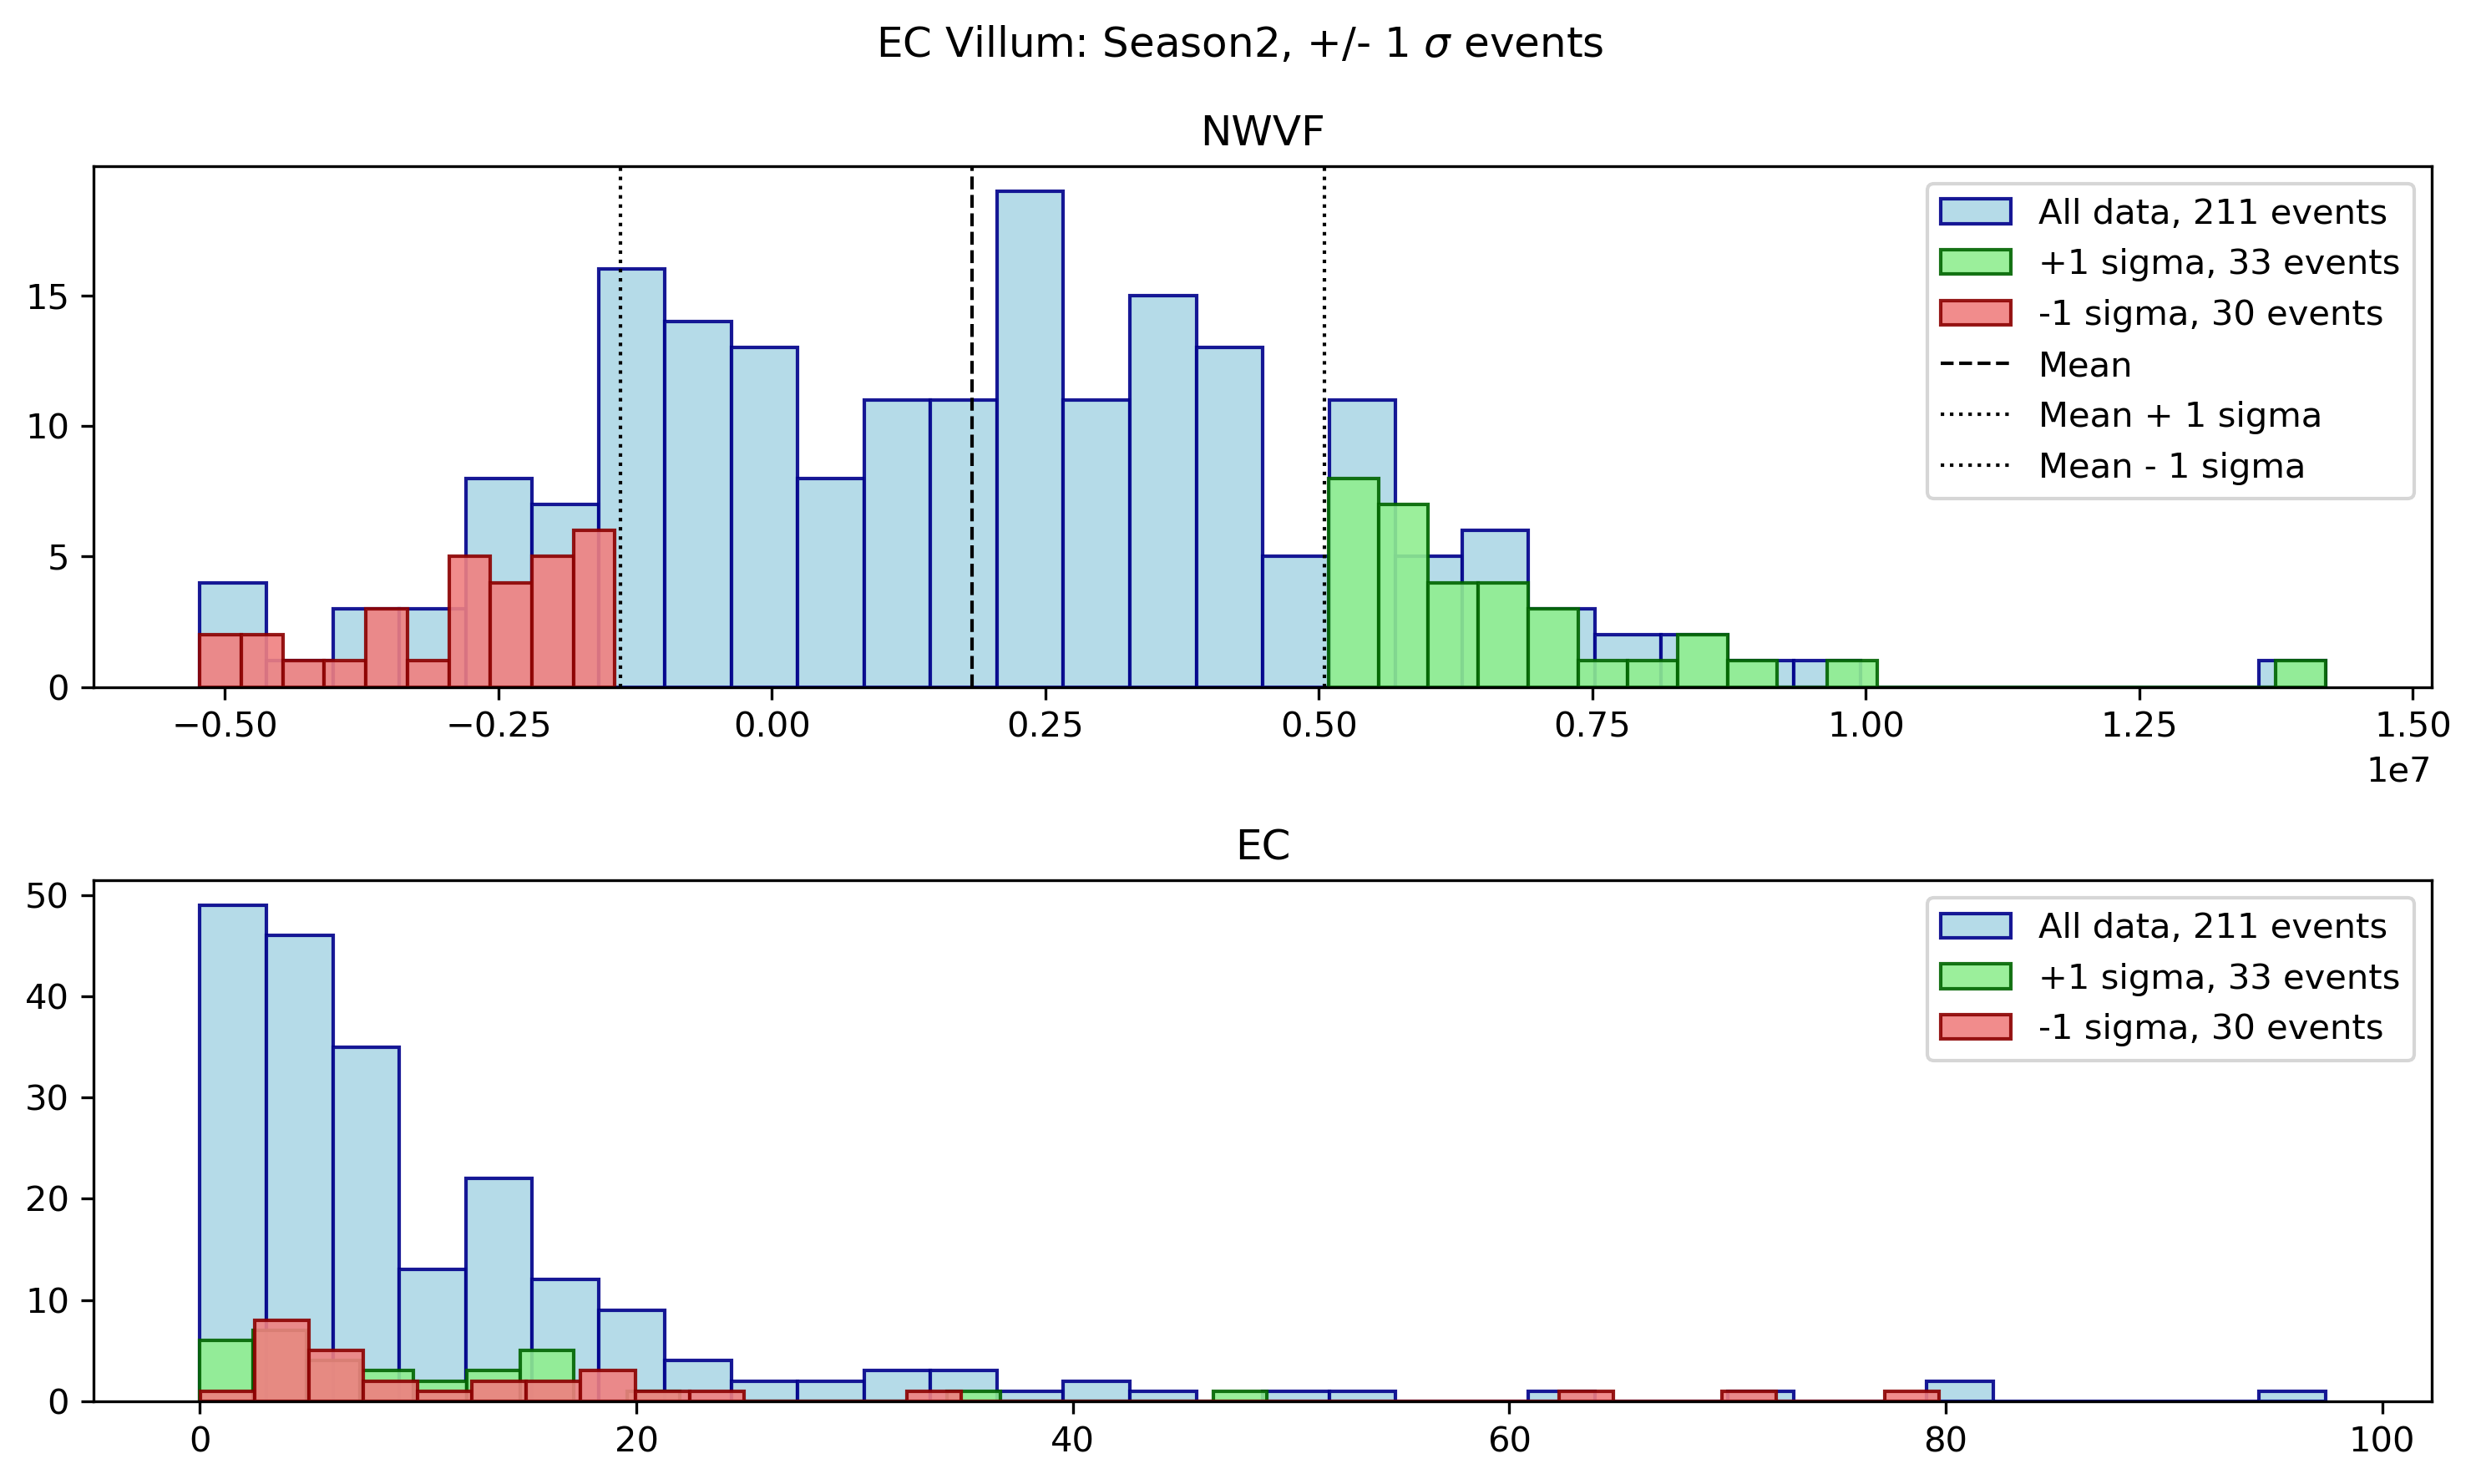 EC Villum: Season2, +/- 1 σ events
NWVF
All data, 211 events
+1 sigma, 33 events
-1 sigma, 30 events
Mean
Mean + 1 sigma
Mean - 1 sigma
15
10
5
0
−0.50 −0.25 0.00 0.25 0.50 0.75 1.00 1.25 1.50
1e7
EC
All data, 211 events
+1 sigma, 33 events
-1 sigma, 30 events
50
40
30
20
10
0
0 20 40 60 80 100